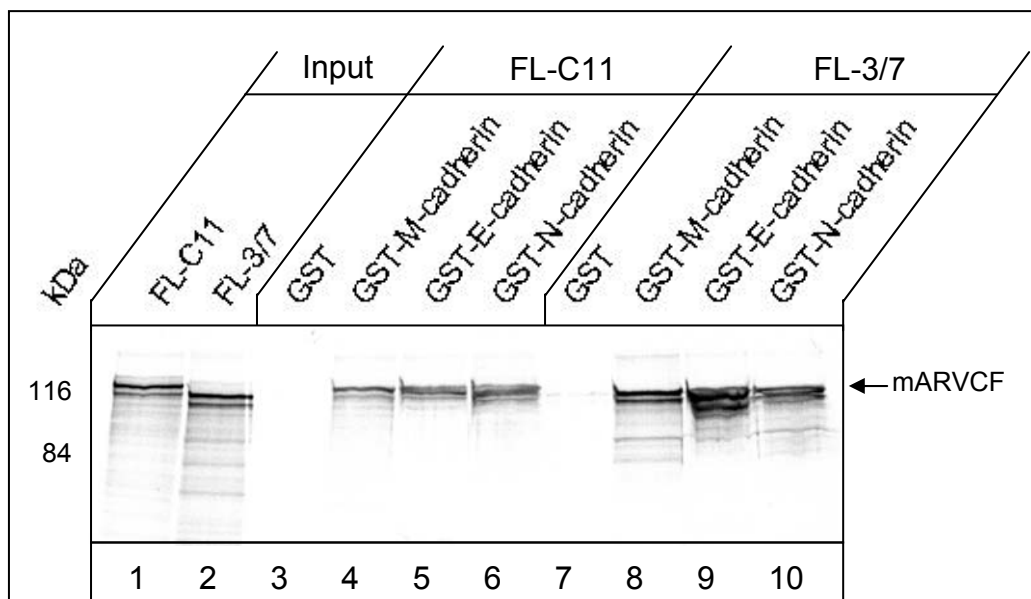 Input FL-C11 FL-3/7
KDa FL-C11 FL-3/7 GST GST-M-cadherin GST-E-cadherin GST-N-cadherin GST GST-M-cadherin GST-E-cadherin GST-N-cadherin
116 mARVCF
84
1 2 3 4 5 6 7 8 9 10